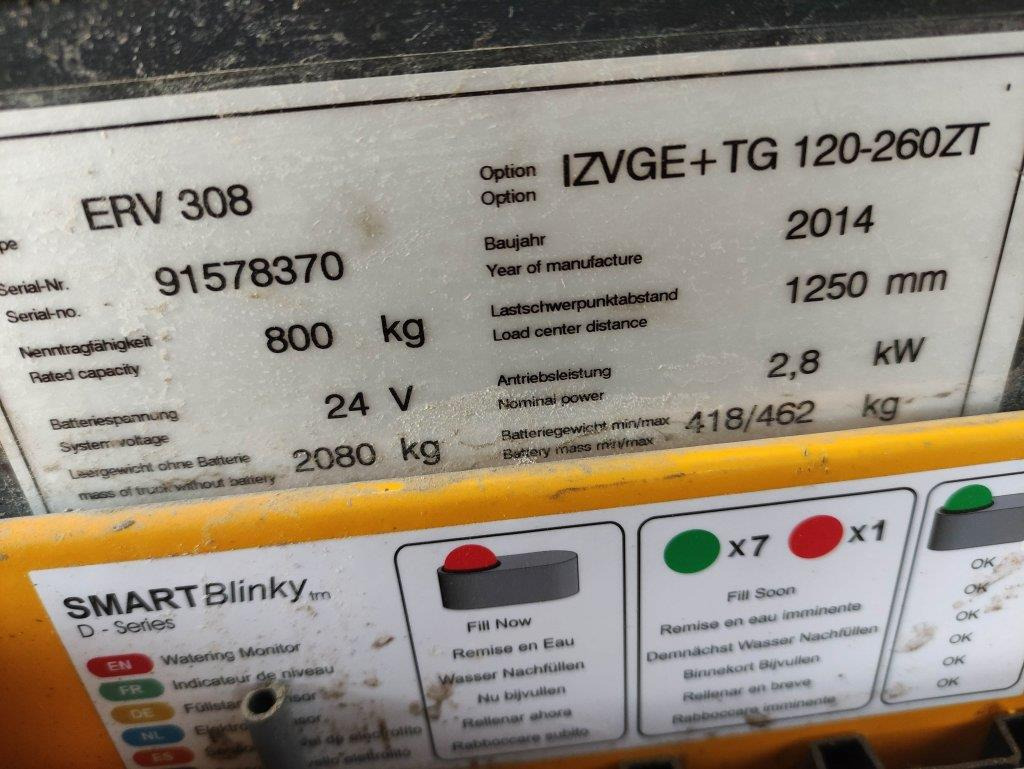 ERV 308
Option
Option
IZVGE+TG 120-260ZT
Serial-Nr.
Serial-no.
91578370
Baujahr
Year of manufacture
2014
Nenntragfähigkeit
Rated capacity
800 kg
Lastschwerpunktabstand
Load center distance
1250 mm
Batteriespannung
System voltage
24 V
Antriebsleistung
Nominal power
2,8 kW
Leergewicht ohne Batterie
mass of truck without battery
2080 kg
Batteriegewicht min/max
Battery mass min/max
418/462 kg
SMARTBlinky tm
D - Series
EN Watering Monitor
FR Indicateur de niveau
DE
NL
ES
Fill Now
Remise en Eau
Wasser Nachfüllen
Nu bijvullen
Rellenar ahora
Rabboccare subito
x7 x1
Fill Soon
Remise en eau imminente
Demnächst Wasser Nachfüllen
Binnekort Bijvullen
Rellenar en breve
Rabboccare imminente
OK
OK
OK
OK
OK
OK